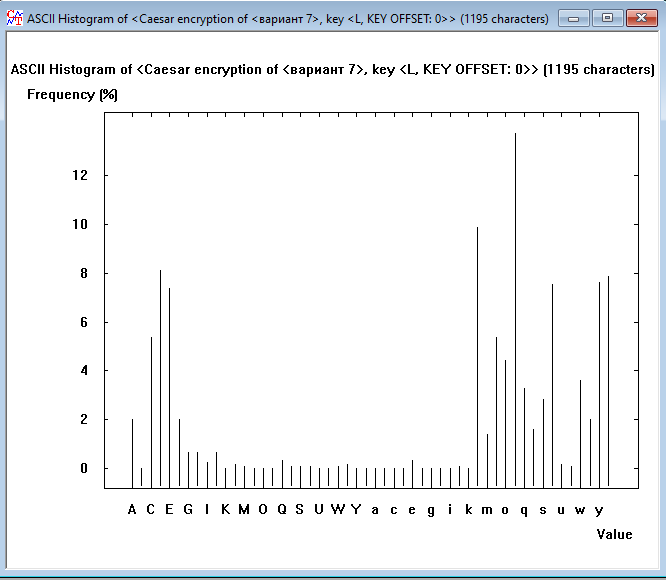 ASCII Histogram of <Caesar encryption of <вариант 7>, key <L, KEY OFFSET: 0>> (1195 characters)
ASCII Histogram of <Caesar encryption of <вариант 7>, key <L, KEY OFFSET: 0>> (1195 characters)
Frequency (%)
12
10
8
6
4
2
0
A C E G I K M O Q S U W Y a c e g i k m o q s u w y
Value